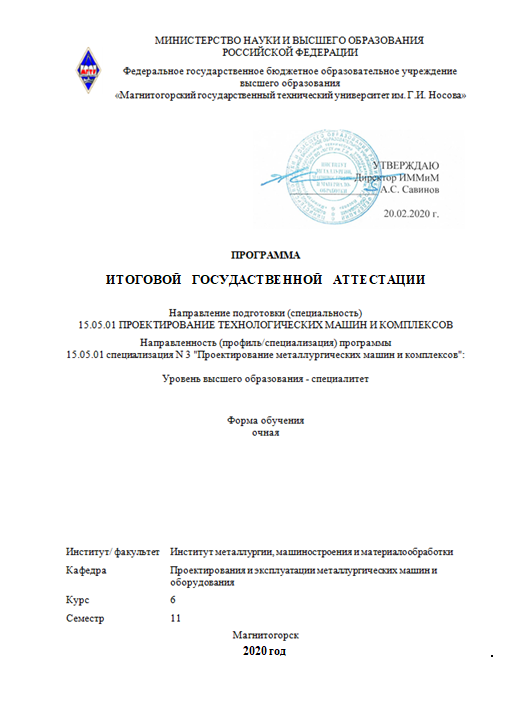 МИНИСТЕРСТВО НАУКИ И ВЫСШЕГО ОБРАЗОВАНИЯ
РОССИЙСКОЙ ФЕДЕРАЦИИ
Федеральное государственное бюджетное образовательное учреждение
высшего образования
«Магнитогорский государственный технический университет им. Г.И. Носова»
УТВЕРЖДАЮ
Директор ИММиМ
А.С. Савинов
20.02.2020 г.
ПРОГРАММА
ИТОГОВОЙ ГОСУДАСТВЕННОЙ АТТЕСТАЦИИ
Направление подготовки (специальность)
15.05.01 ПРОЕКТИРОВАНИЕ ТЕХНОЛОГИЧЕСКИХ МАШИН И КОМПЛЕКСОВ
Направленность (профиль/специализация) программы
15.05.01 специализация N 3 "Проектирование металлургических машин и комплексов":
Уровень высшего образования - специалитет
Форма обучения
очная
Институт/ факультет Институт металлургии, машиностроения и материалообработки
Кафедра Проектирования и эксплуатации металлургических машин и
оборудования
Курс 6
Семестр 11
Магнитогорск
2020 год